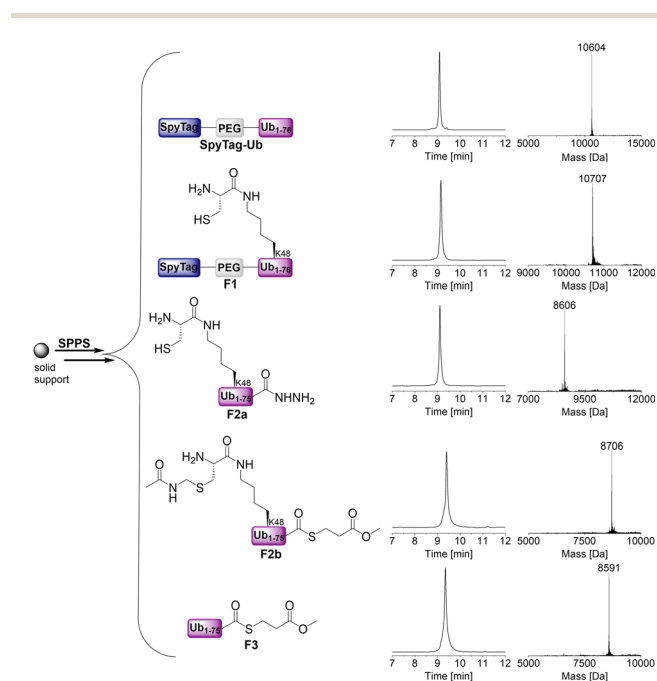 10604
SpyTag PEG Ub1-76
SpyTag-Ub
7 8 9 10 11 12
Time [min]
5000 10000 15000
Mass [Da]
O
H2N NH
HS
K48
SpyTag PEG Ub1-76
F1
10707
7 8 9 10 11 12
Time [min]
9000 10000 11000 12000
Mass [Da]
SPPS
solid
support
O
H2N NH
HS
K48
O
Ub1-75 NHNH2
F2a
8606
7 8 9 10 11 12
Time [min]
7000 9500 12000
Mass [Da]
O
H2N NH
O
N
H
S
K48
O O
Ub1-75 S O
F2b
8706
7 8 9 10 11 12
Time [min]
5000 7500 10000
Mass [Da]
O O
Ub1-75 S O
F3
8591
7 8 9 10 11 12
Time [min]
5000 6000 7000 8000 9000 10000
Mass [Da]